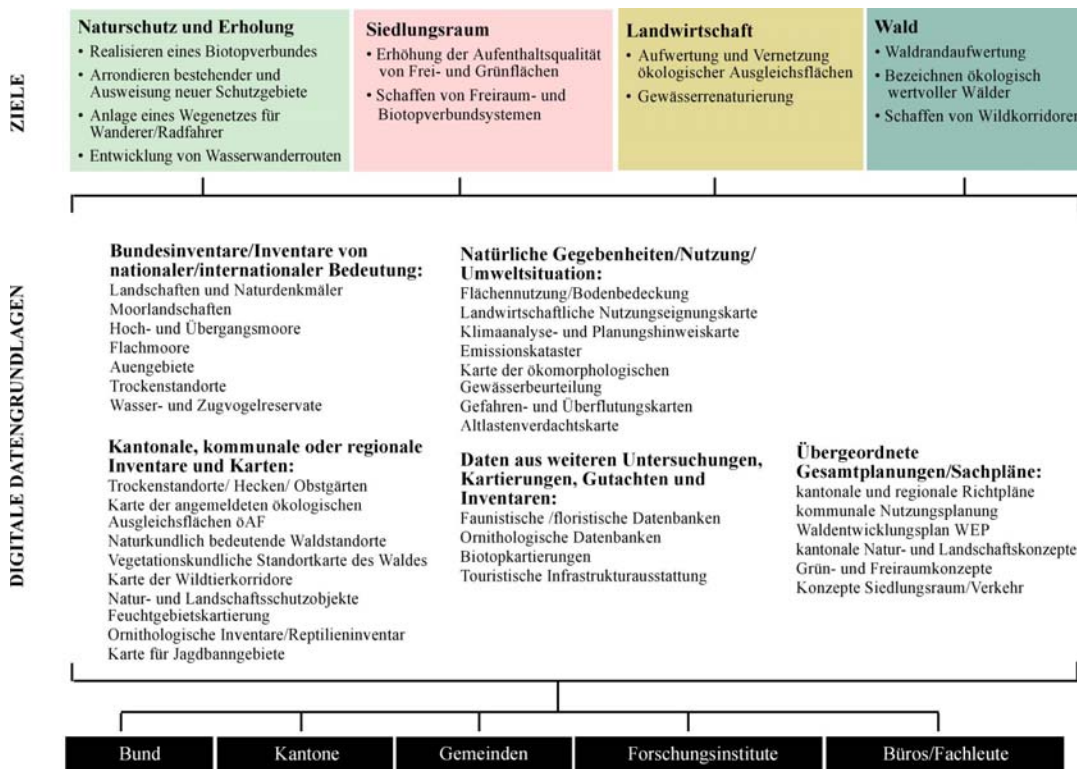 ZIELE
Naturschutz und Erholung
• Realisieren eines Biotopverbundes
• Arrondieren bestehender und
Ausweisung neuer Schutzgebiete
• Anlage eines Wegenetzes für
Wanderer/Radfahrer
• Entwicklung von Wasserwanderrouten
Siedlungsraum
• Erhöhung der Aufenthaltsqualität
von Frei- und Grünflächen
• Schaffen von Freiraum- und
Biotopverbundsystemen
Landwirtschaft
• Aufwertung und Vernetzung
ökologischer Ausgleichsflächen
• Gewässerrenaturierung
Wald
• Waldrandaufwertung
• Bezeichnen ökologisch
wertvoller Wälder
• Schaffen von Wildkorridoren
DIGITALE DATENGRUNDLAGEN
Bundesinventare/Inventare von
nationaler/internationaler Bedeutung:
Landschaften und Naturdenkmäler
Moorlandschaften
Hoch- und Übergangsmoore
Flachmoore
Auengebiete
Trockenstandorte
Wasser- und Zugvogelreservate
Kantonale, kommunale oder regionale
Inventare und Karten:
Trockenstandorte/ Hecken/ Obstgärten
Karte der angemeldeten ökologischen
Ausgleichsflächen öAF
Naturkundlich bedeutende Waldstandorte
Vegetationskundliche Standortkarte des Waldes
Karte der Wildtierkorridore
Natur- und Landschaftsschutzobjekte
Feuchtgebietskartierung
Ornithologische Inventare/Reptilieninventar
Karte für Jagdbanngebiete
Natürliche Gegebenheiten/Nutzung/
Umweltsituation:
Flächennutzung/Bodenbedeckung
Landwirtschaftliche Nutzungseignungskarte
Klimaanalyse- und Planungshinweiskarte
Emissionskataster
Karte der ökomorphologischen
Gewässerbeurteilung
Gefahren- und Überflutungskarten
Altlastenverdachtskarte
Daten aus weiteren Untersuchungen,
Kartierungen, Gutachten und
Inventaren:
Faunistische /floristische Datenbanken
Ornithologische Datenbanken
Biotopkartierungen
Touristische Infrastrukturausstattung
Übergeordnete
Gesamtplanungen/Sachpläne:
kantonale und regionale Richtpläne
kommunale Nutzungsplanung
Waldentwicklungsplan WEP
kantonale Natur- und Landschaftskonzepte
Grün- und Freiraumkonzepte
Konzepte Siedlungsraum/Verkehr
Bund
Kantone
Gemeinden
Forschungsinstitute
Büros/Fachleute